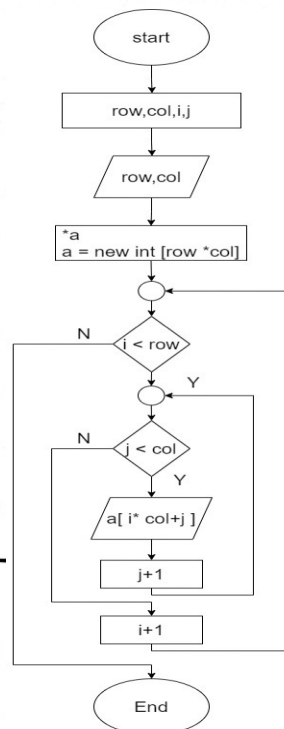 start
row,col,i,j
row,col
*a
a = new int [row *col]
N
i < row
Y
N
j < col
Y
a[ i* col+j ]
j+1
i+1
End